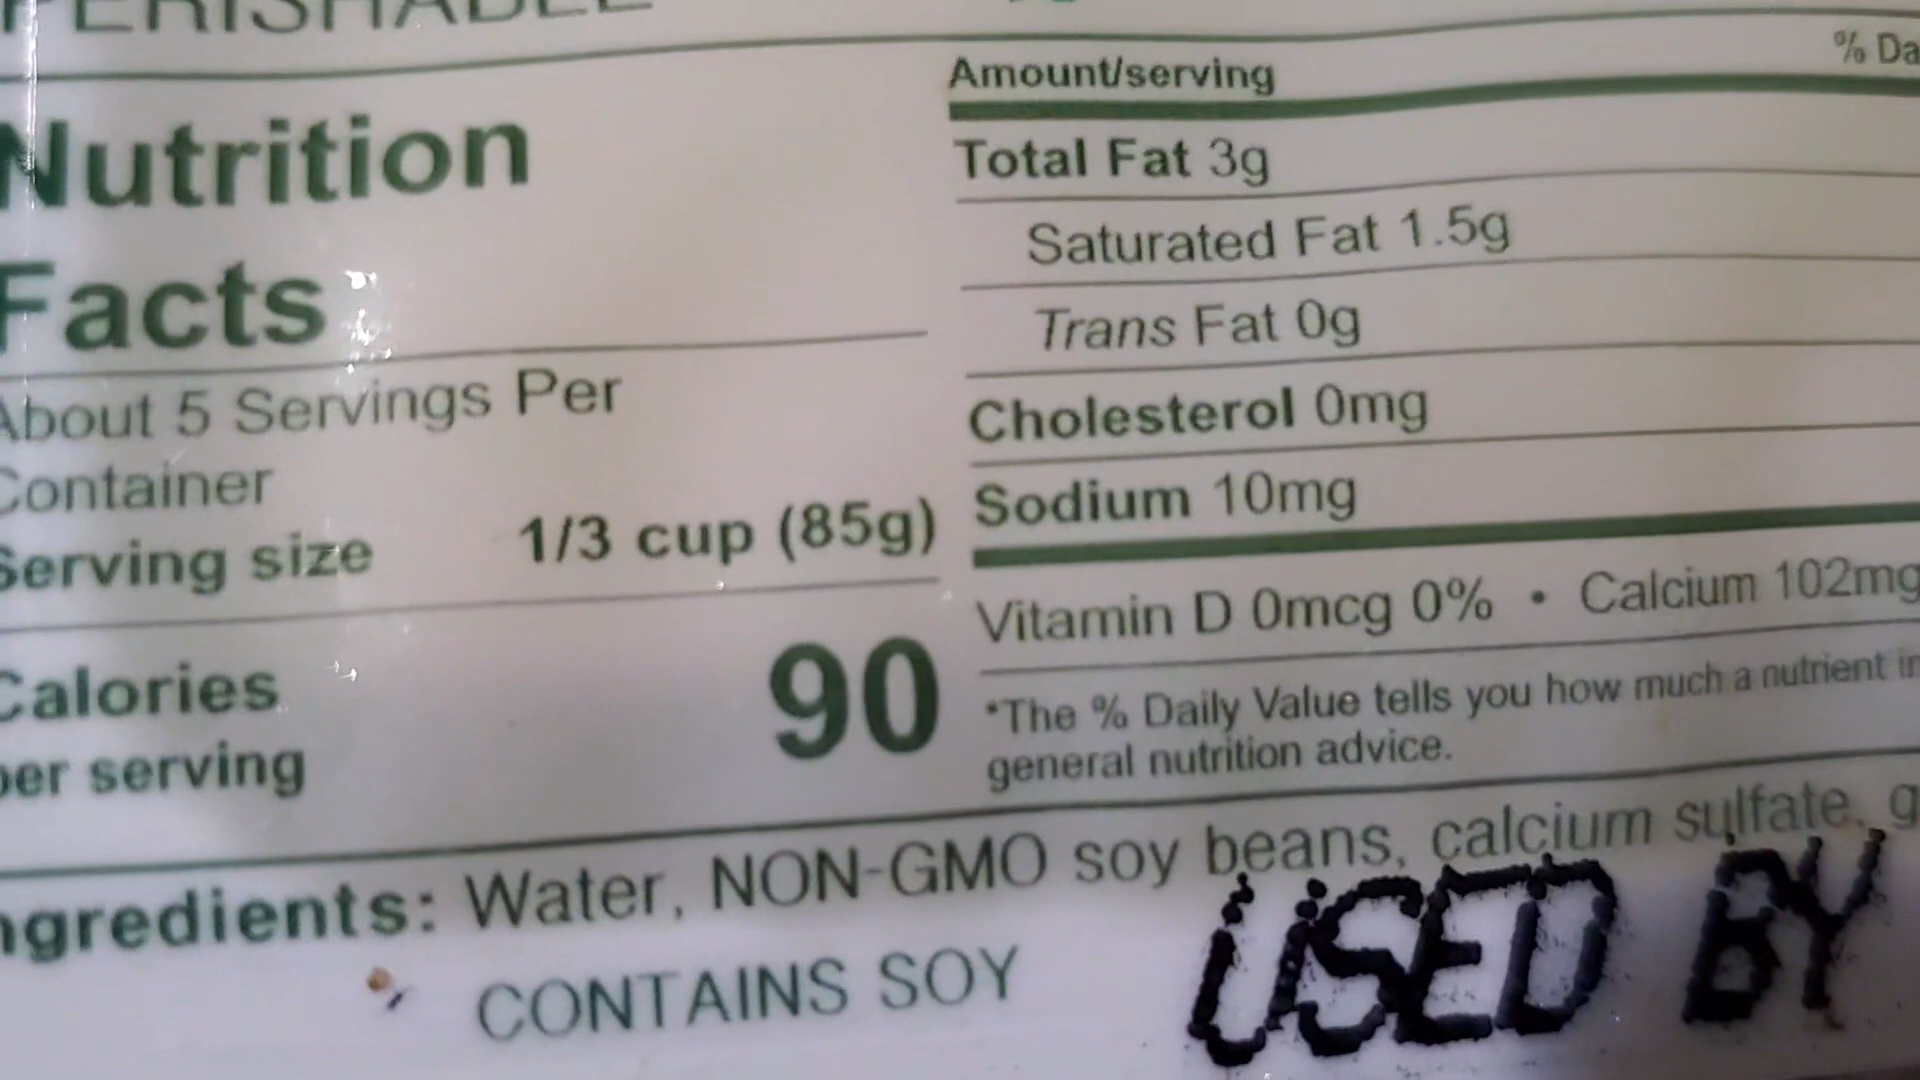 PERISHABLE
Nutrition
Facts
About 5 Servings Per
Container
Serving size 1/3 cup (85g)
Calories
per serving 90
Amount/serving % Da
Total Fat 3g
Saturated Fat 1.5g
Trans Fat 0g
Cholesterol 0mg
Sodium 10mg
Vitamin D 0mcg 0% • Calcium 102mg
*The % Daily Value tells you how much a nutrient in
general nutrition advice.
Ingredients: Water, NON-GMO soy beans, calcium sulfate, g
CONTAINS SOY
USED BY